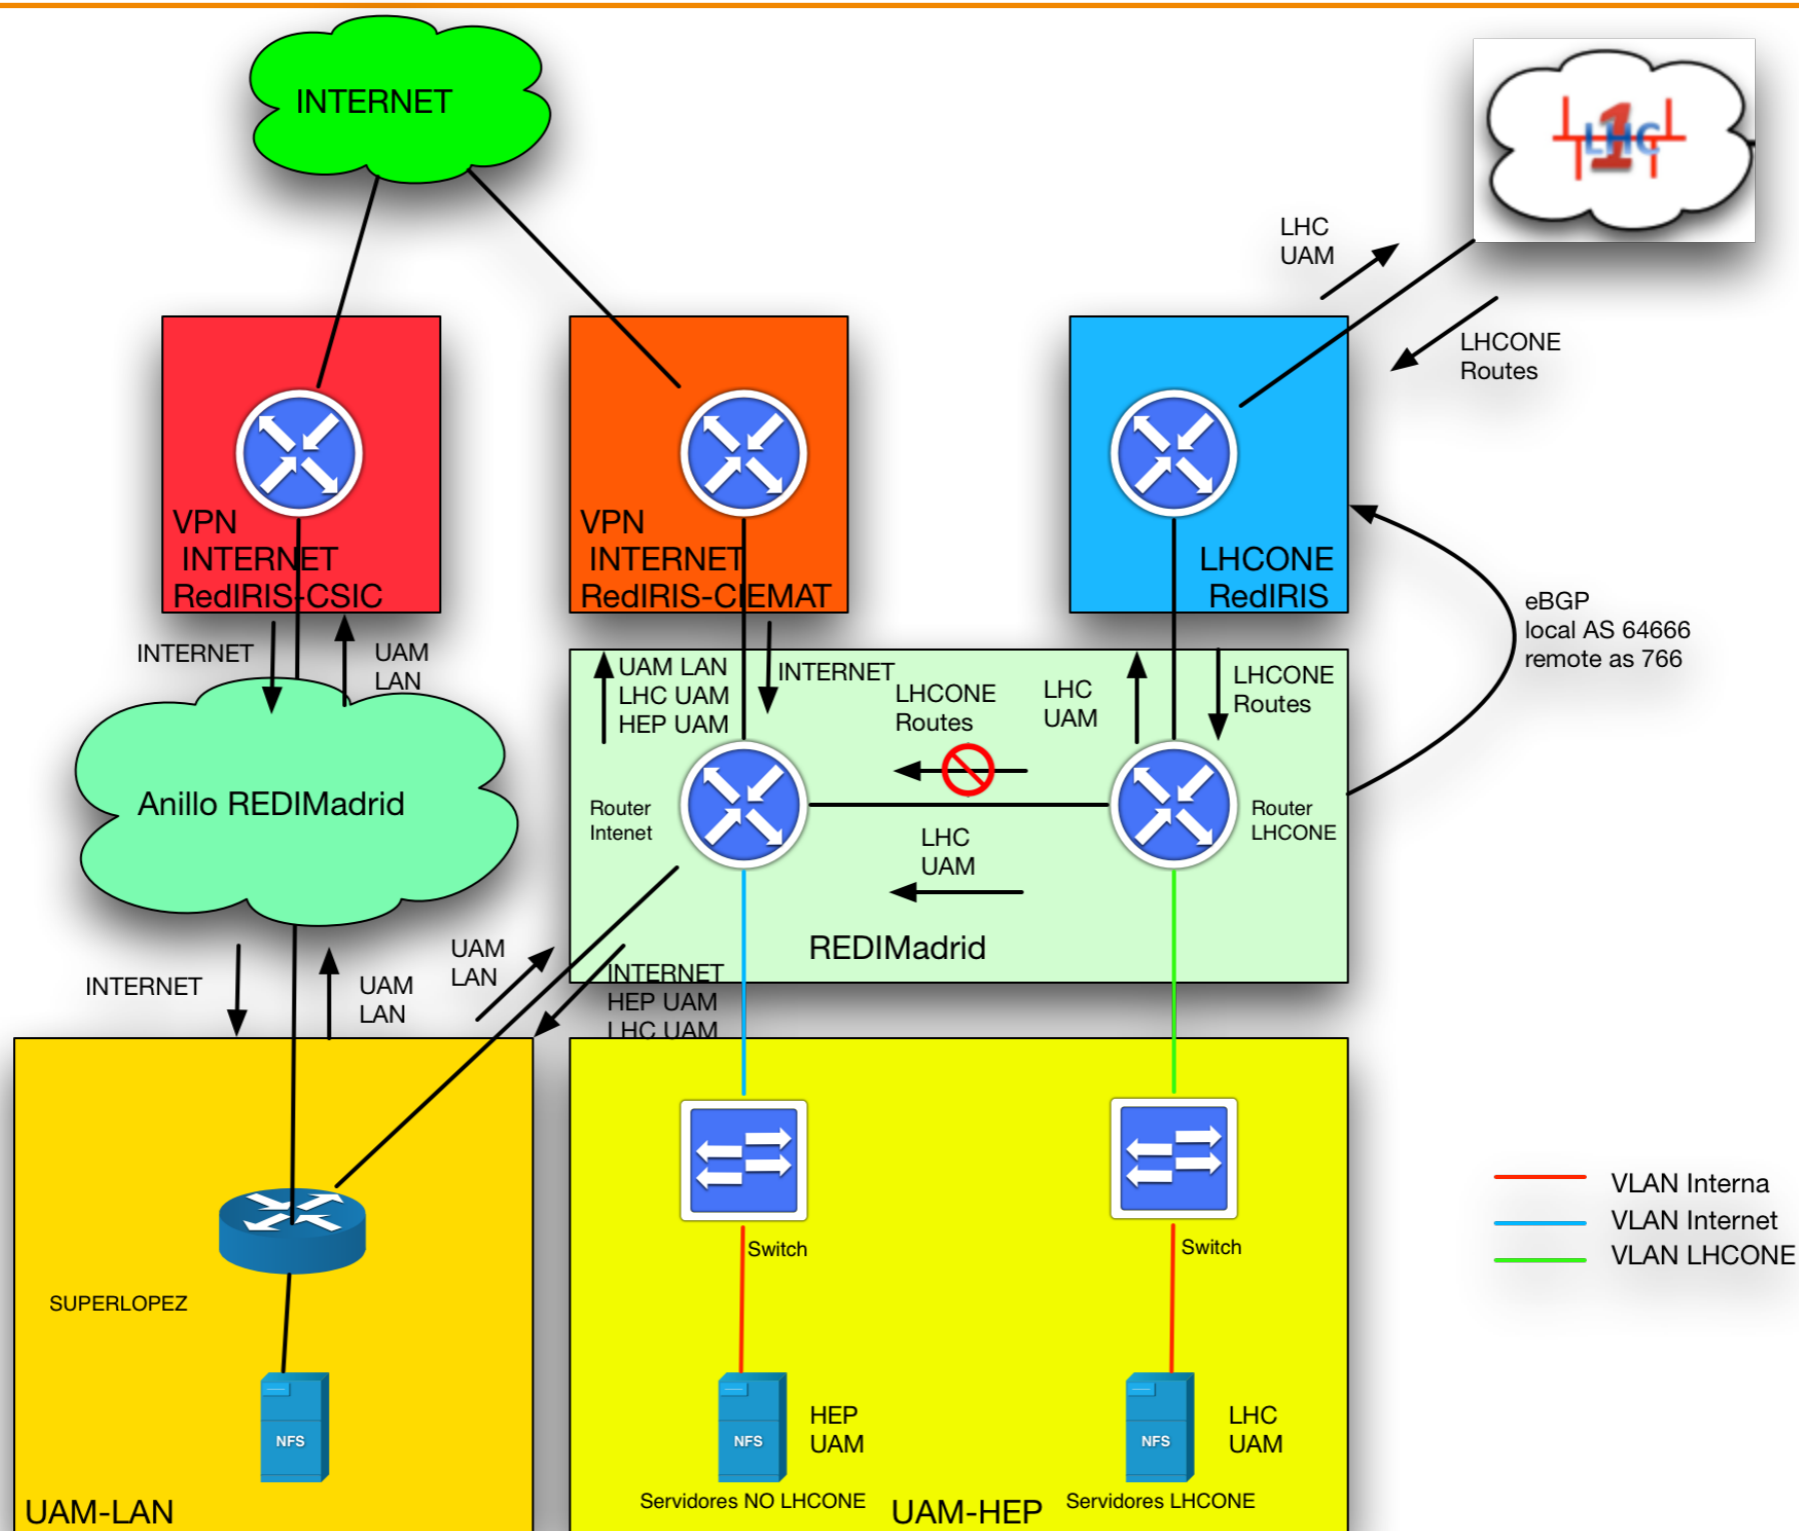 INTERNET
LHC
1
LHC
UAM
LHCONE
Routes
VPN
INTERNET
RedIRIS-CSIC
VPN
INTERNET
RedIRIS-CIEMAT
LHCONE
RedIRIS
eBGP
local AS 64666
remote as 766
INTERNET
UAM
LAN
UAM LAN
LHC UAM
HEP UAM
INTERNET
LHCONE
Routes
LHC
UAM
LHCONE
Routes
Anillo REDIMadrid
Router
Intenet
Router
LHCONE
LHC
UAM
REDIMadrid
INTERNET
UAM
LAN
UAM
LAN
INTERNET
HEP UAM
LHC UAM
Switch
Switch
VLAN Interna
VLAN Internet
VLAN LHCONE
SUPERLOPEZ
NFS
NFS
HEP
UAM
NFS
LHC
UAM
Servidores NO LHCONE
Servidores LHCONE
UAM-LAN
UAM-HEP